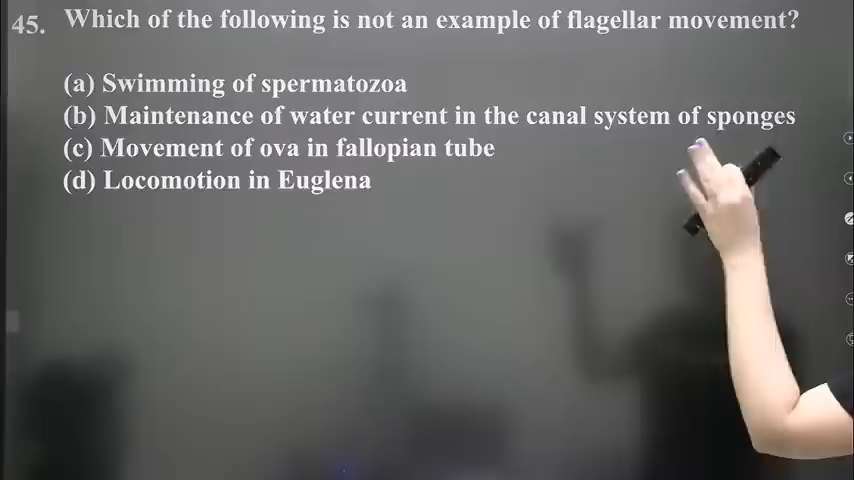 45. Which of the following is not an example of flagellar movement?
(a) Swimming of spermatozoa
(b) Maintenance of water current in the canal system of sponges
(c) Movement of ova in fallopian tube
(d) Locomotion in Euglena